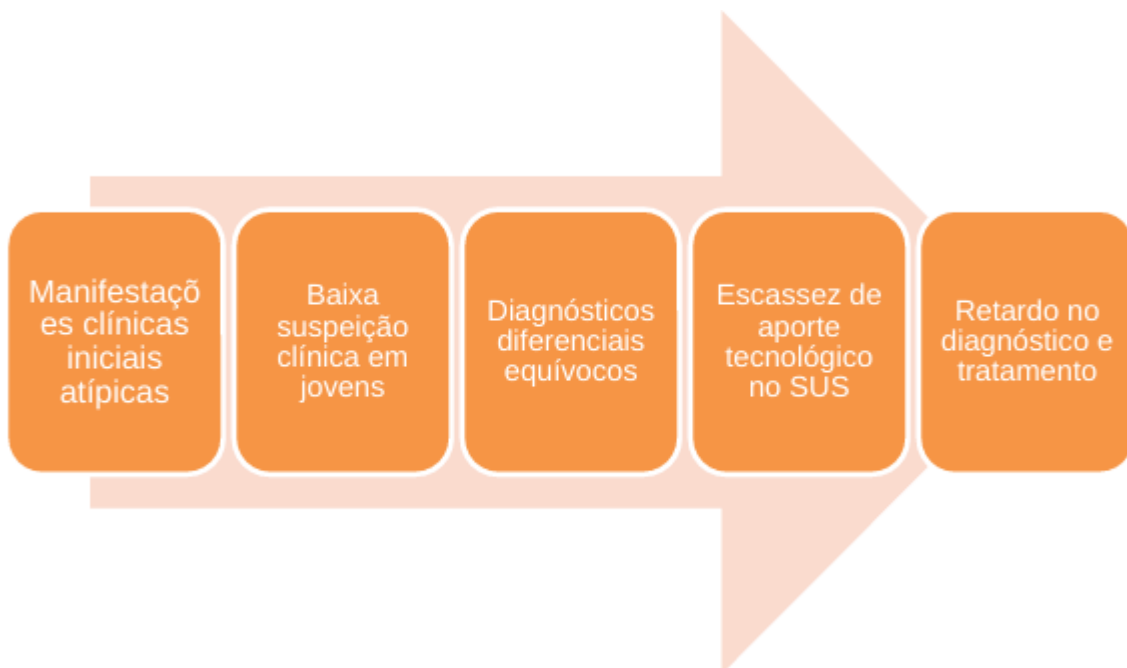 Manifestaçõ
es clínicas
iniciais
atípicas
Baixa
suspeição
clínica em
jovens
Diagnósticos
diferenciais
equívocos
Escassez de
aporte
tecnológico
no SUS
Retardo no
diagnóstico e
tratamento